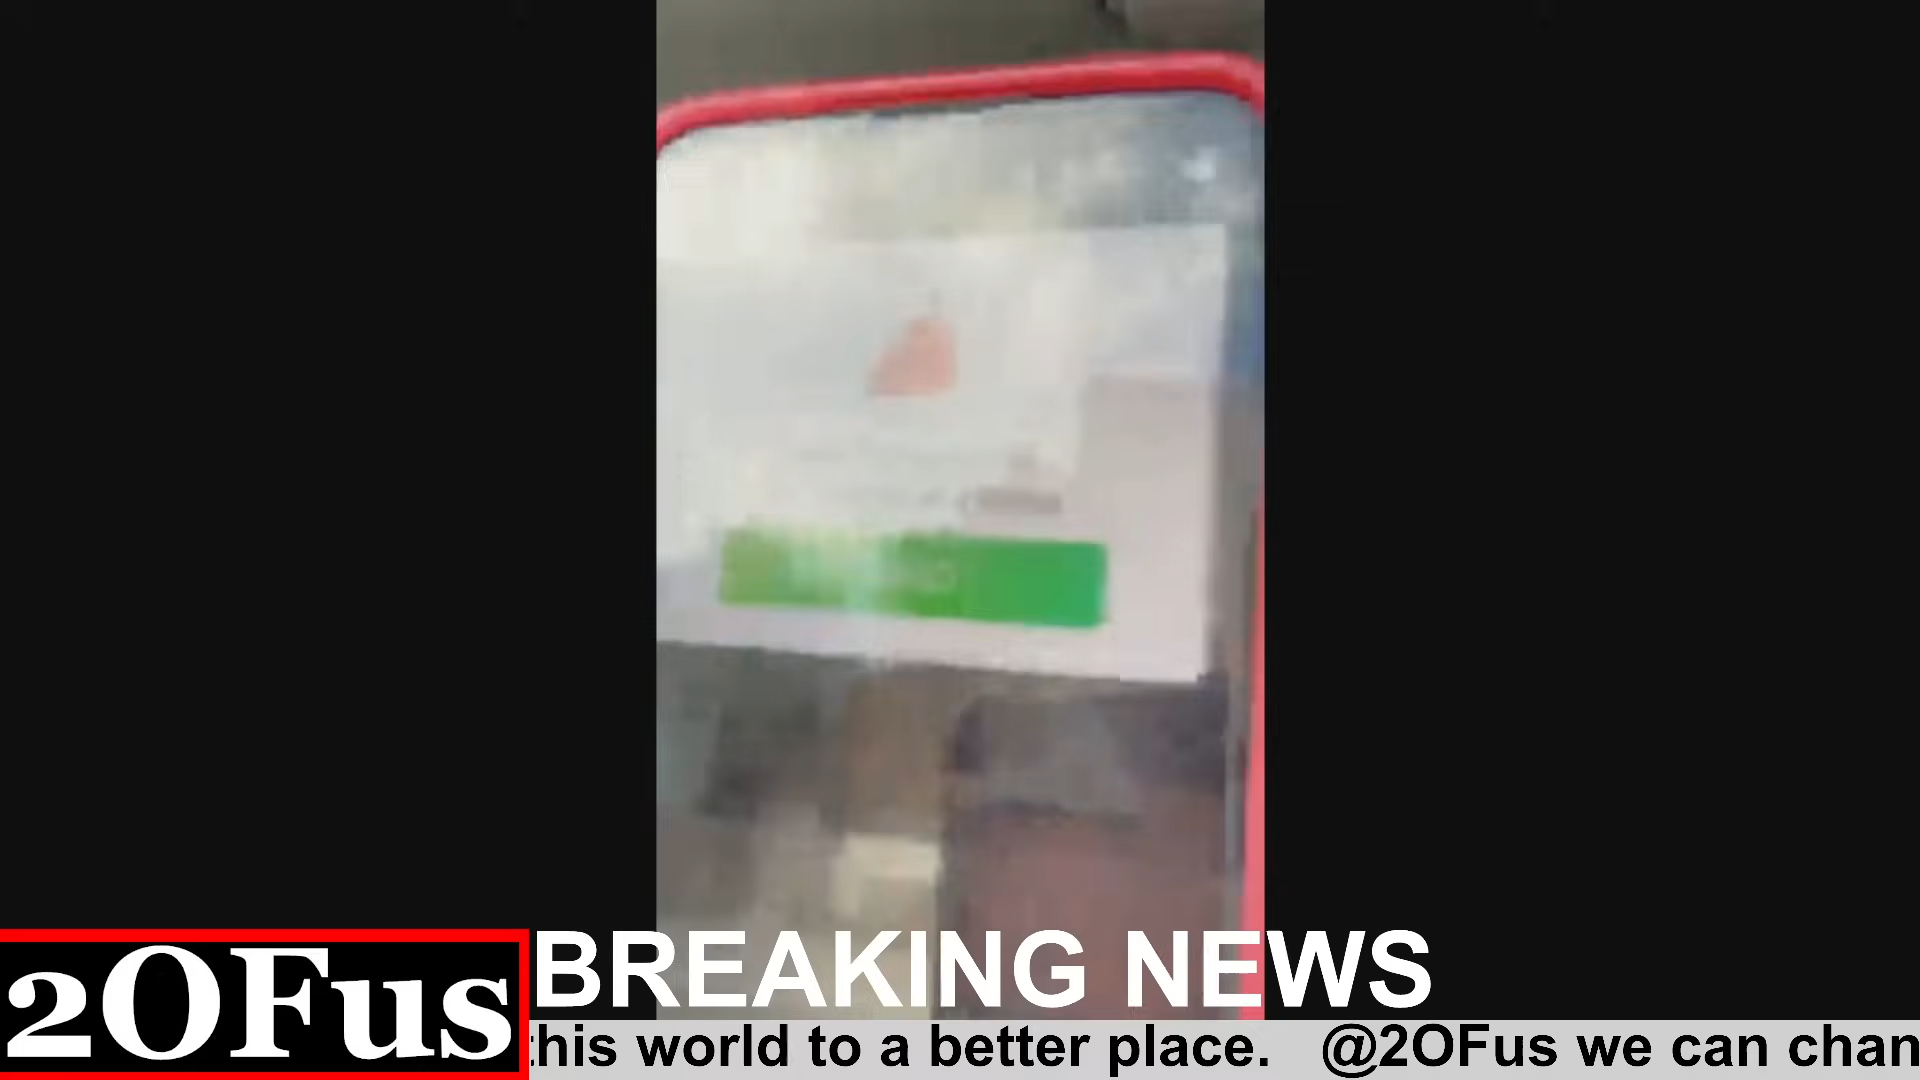 2OFus
BREAKING NEWS
this world to a better place. @2OFus we can chan